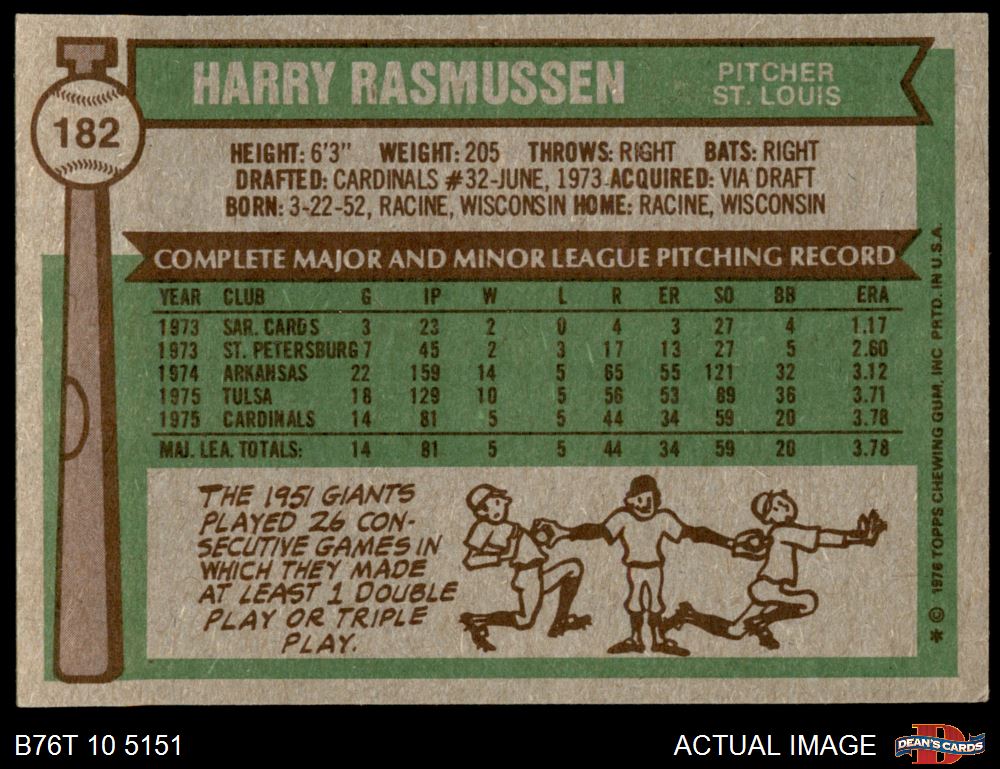 HARRY RASMUSSEN
PITCHER
ST. LOUIS
182
HEIGHT: 6'3" WEIGHT: 205 THROWS: RIGHT BATS: RIGHT
DRAFTED: CARDINALS #32-JUNE, 1973-ACQUIRED: VIA DRAFT
BORN: 3-22-52, RACINE, WISCONSIN HOME: RACINE, WISCONSIN
COMPLETE MAJOR AND MINOR LEAGUE PITCHING RECORD
YEAR CLUB G IP W L R ER SO BB ERA
1973 SAR. CARDS 3 23 2 0 4 3 27 4 1.17
1973 ST. PETERSBURG 7 45 2 3 17 13 27 5 2.60
1974 ARKANSAS 22 159 14 5 65 55 121 32 3.12
1975 TULSA 18 129 10 5 56 53 89 36 3.71
1975 CARDINALS 14 81 5 5 44 34 59 20 3.78
MAJ. LEA. TOTALS: 14 81 5 5 44 34 59 20 3.78
THE 1951 GIANTS
PLAYED 26 CON-
SECUTIVE GAMES IN
WHICH THEY MADE
AT LEAST 1 DOUBLE
PLAY OR TRIPLE
PLAY.
* © 1976 TOPPS CHEWING GUM, INC PRTD. IN U.S.A.
B76T 10 5151
ACTUAL IMAGE
D
DEAN'S CARDS